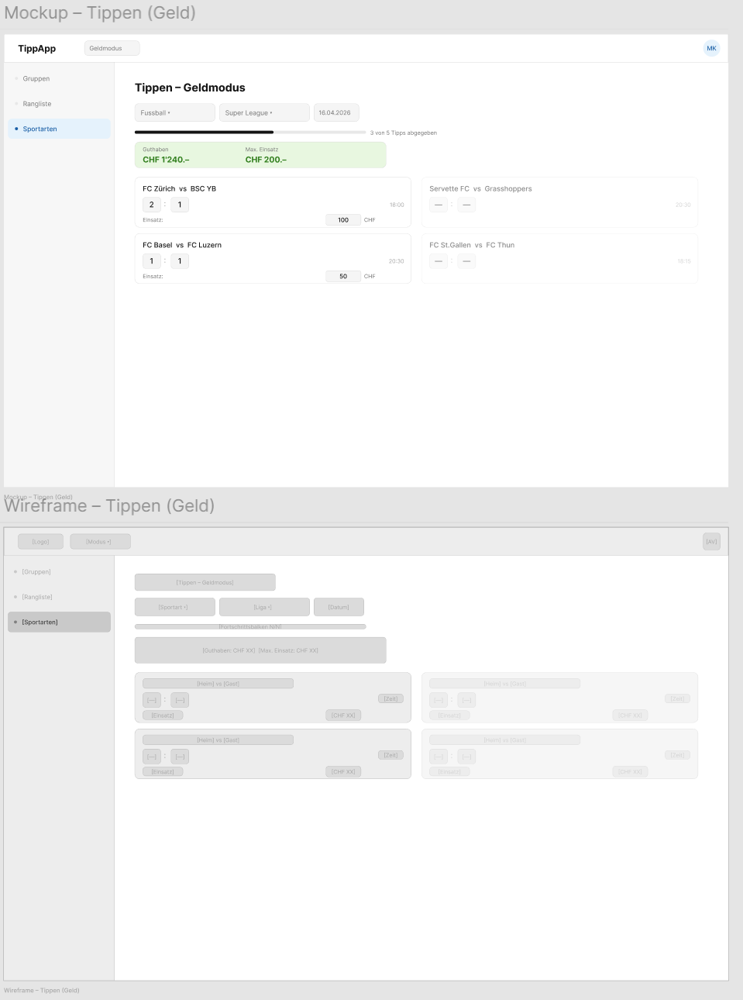 Mockup – Tippen (Geld)
TippApp
Geldmodus
MK
Gruppen
Rangliste
Sportarten
Tippen – Geldmodus
Fussball ▾
Super League ▾
16.04.2026
3 von 5 Tipps abgegeben
Guthaben
Max. Einsatz
CHF 1'240.–
CHF 200.–
FC Zürich vs BSC YB
2 : 1
18:00
Einsatz:
100 CHF
Servette FC vs Grasshoppers
— : —
20:30
FC Basel vs FC Luzern
1 : 1
20:30
Einsatz:
50 CHF
FC St.Gallen vs FC Thun
— : —
18:15
Mockup – Tippen (Geld)
Wireframe – Tippen (Geld)
[Logo]
[Modus ▾]
[AV]
[Gruppen]
[Rangliste]
[Sportarten]
[Tippen – Geldmodus]
[Sportart ▾]
[Liga ▾]
[Datum]
[Fortschrittsbalken N/N]
[Guthaben: CHF XX] [Max. Einsatz: CHF XX]
[Heim] vs [Gast]
[—] : [—]
[Zeit]
[Einsatz]
[CHF XX]
[Heim] vs [Gast]
[—] : [—]
[Zeit]
[Einsatz]
[CHF XX]
[Heim] vs [Gast]
[—] : [—]
[Zeit]
[Einsatz]
[CHF XX]
[Heim] vs [Gast]
[—] : [—]
[Zeit]
[Einsatz]
[CHF XX]
Wireframe – Tippen (Geld)